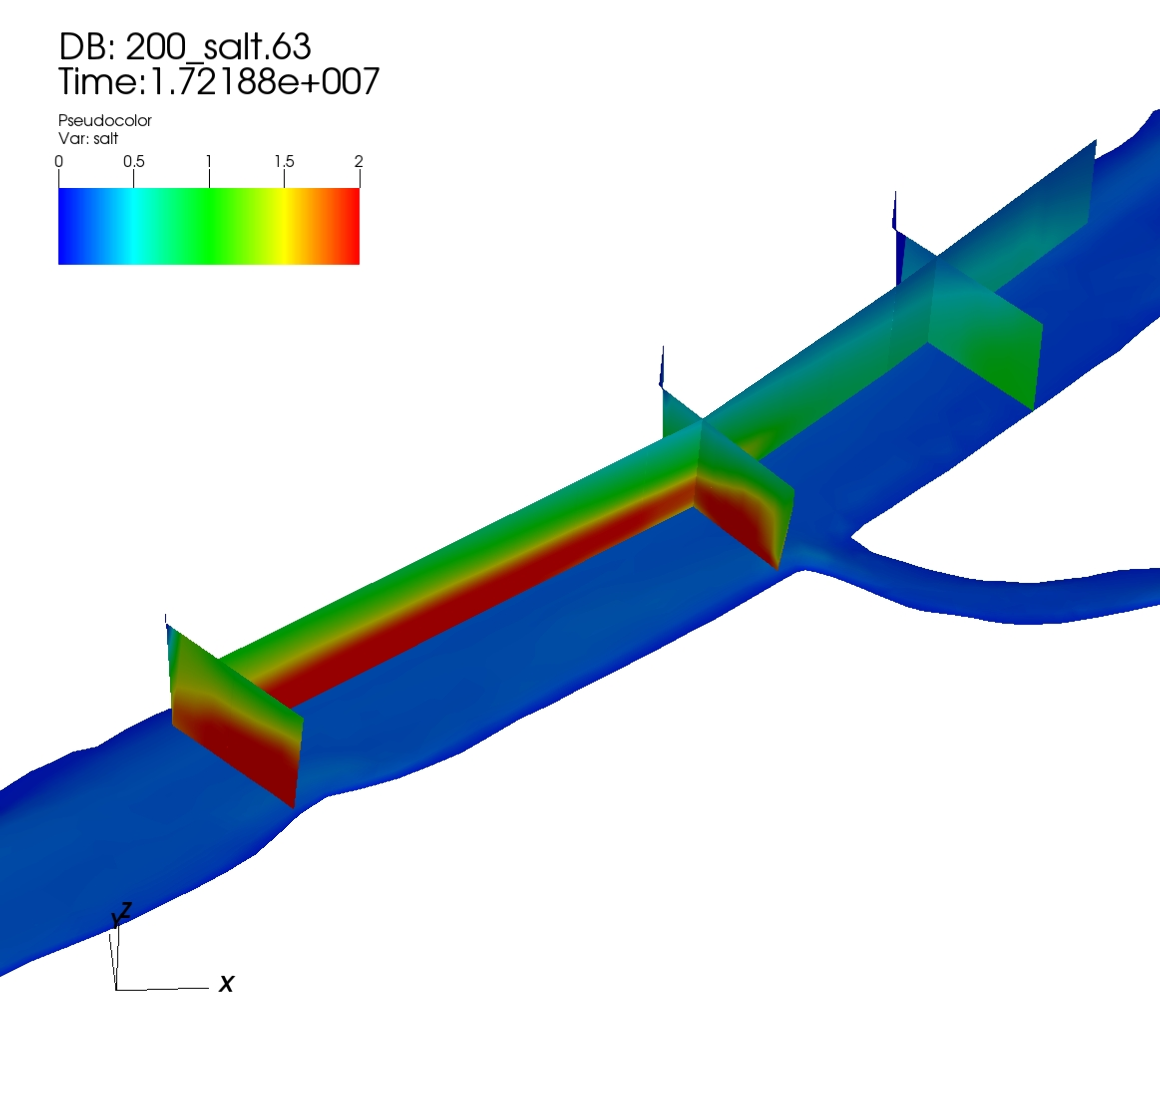 DB: 200_salt.63
Time:1.72188e+007
Pseudocolor
Var: salt
0 0.5 1 1.5 2
Z
Y
X